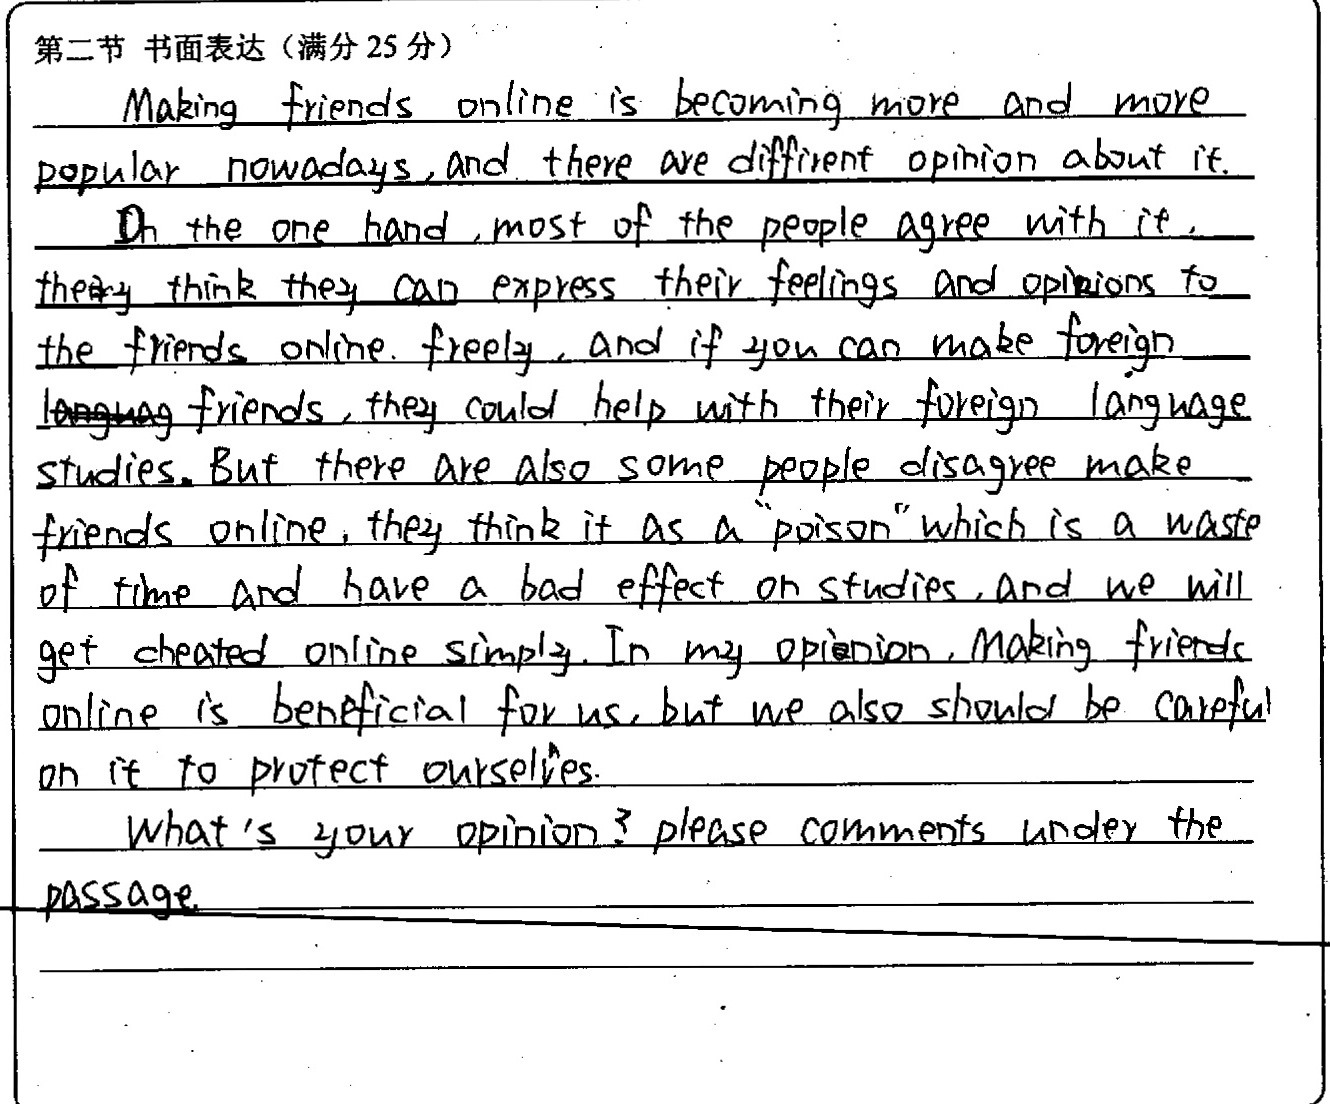 第二节 书面表达（满分 25 分）
Making friends online is becoming more and more
popular nowadays, and there are diffirent opinion about it.
On the one hand, most of the people agree with it,
they think they can express their feelings and opinions to
the friends online. freely, and if you can make foreign
friends, they could help with their foreign language
studies. But there are also some people disagree make
friends online, they think it as a "poison" which is a waste
of time and have a bad effect on studies, and we will
get cheated online simply. In my opinion, Making friends
online is beneficial for us, but we also should be careful
on it to protect ourselves.
What's your opinion? please comments under the
passage.